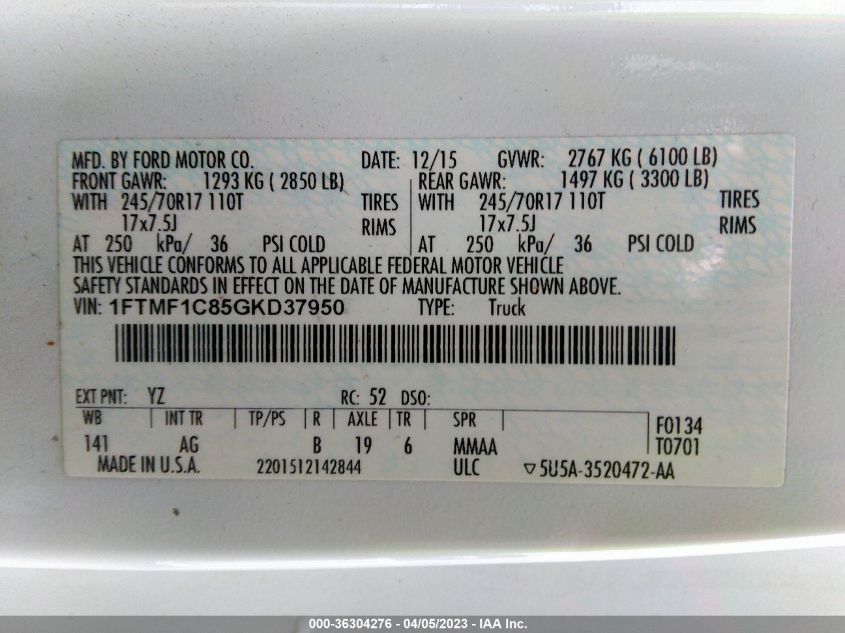 MFD. BY FORD MOTOR CO. DATE: 12/15 GVWR: 2767 KG ( 6100 LB)
FRONT GAWR: 1293 KG ( 2850 LB) REAR GAWR: 1497 KG ( 3300 LB)
WITH 245/70R17 110T TIRES WITH 245/70R17 110T TIRES
17x7.5J RIMS 17x7.5J RIMS
AT 250 kPa/ 36 PSI COLD AT 250 kPa/ 36 PSI COLD
THIS VEHICLE CONFORMS TO ALL APPLICABLE FEDERAL MOTOR VEHICLE
SAFETY STANDARDS IN EFFECT ON THE DATE OF MANUFACTURE SHOWN ABOVE.
VIN: 1FTMF1C85GKD37950 TYPE: Truck
EXT PNT: YZ RC: 52 DSO:
WB INT TR TP/PS R AXLE TR SPR F0134
141 AG B 19 6 MMAA T0701
MADE IN U.S.A. 2201512142844 ULC ▽5U5A-3520472-AA
000-36304276 - 04/05/2023 - IAA Inc.